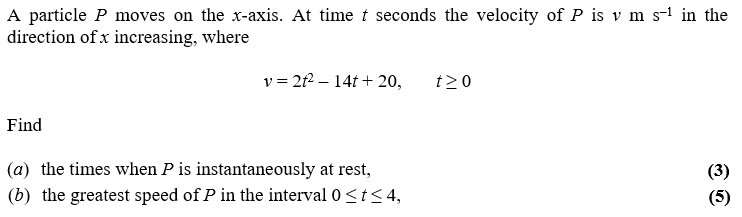 A particle P moves on the x-axis. At time t seconds the velocity of P is v m s⁻¹ in the
direction of x increasing, where
v = 2t² – 14t + 20, t ≥ 0
Find
(a) the times when P is instantaneously at rest, (3)
(b) the greatest speed of P in the interval 0 ≤ t ≤ 4, (5)